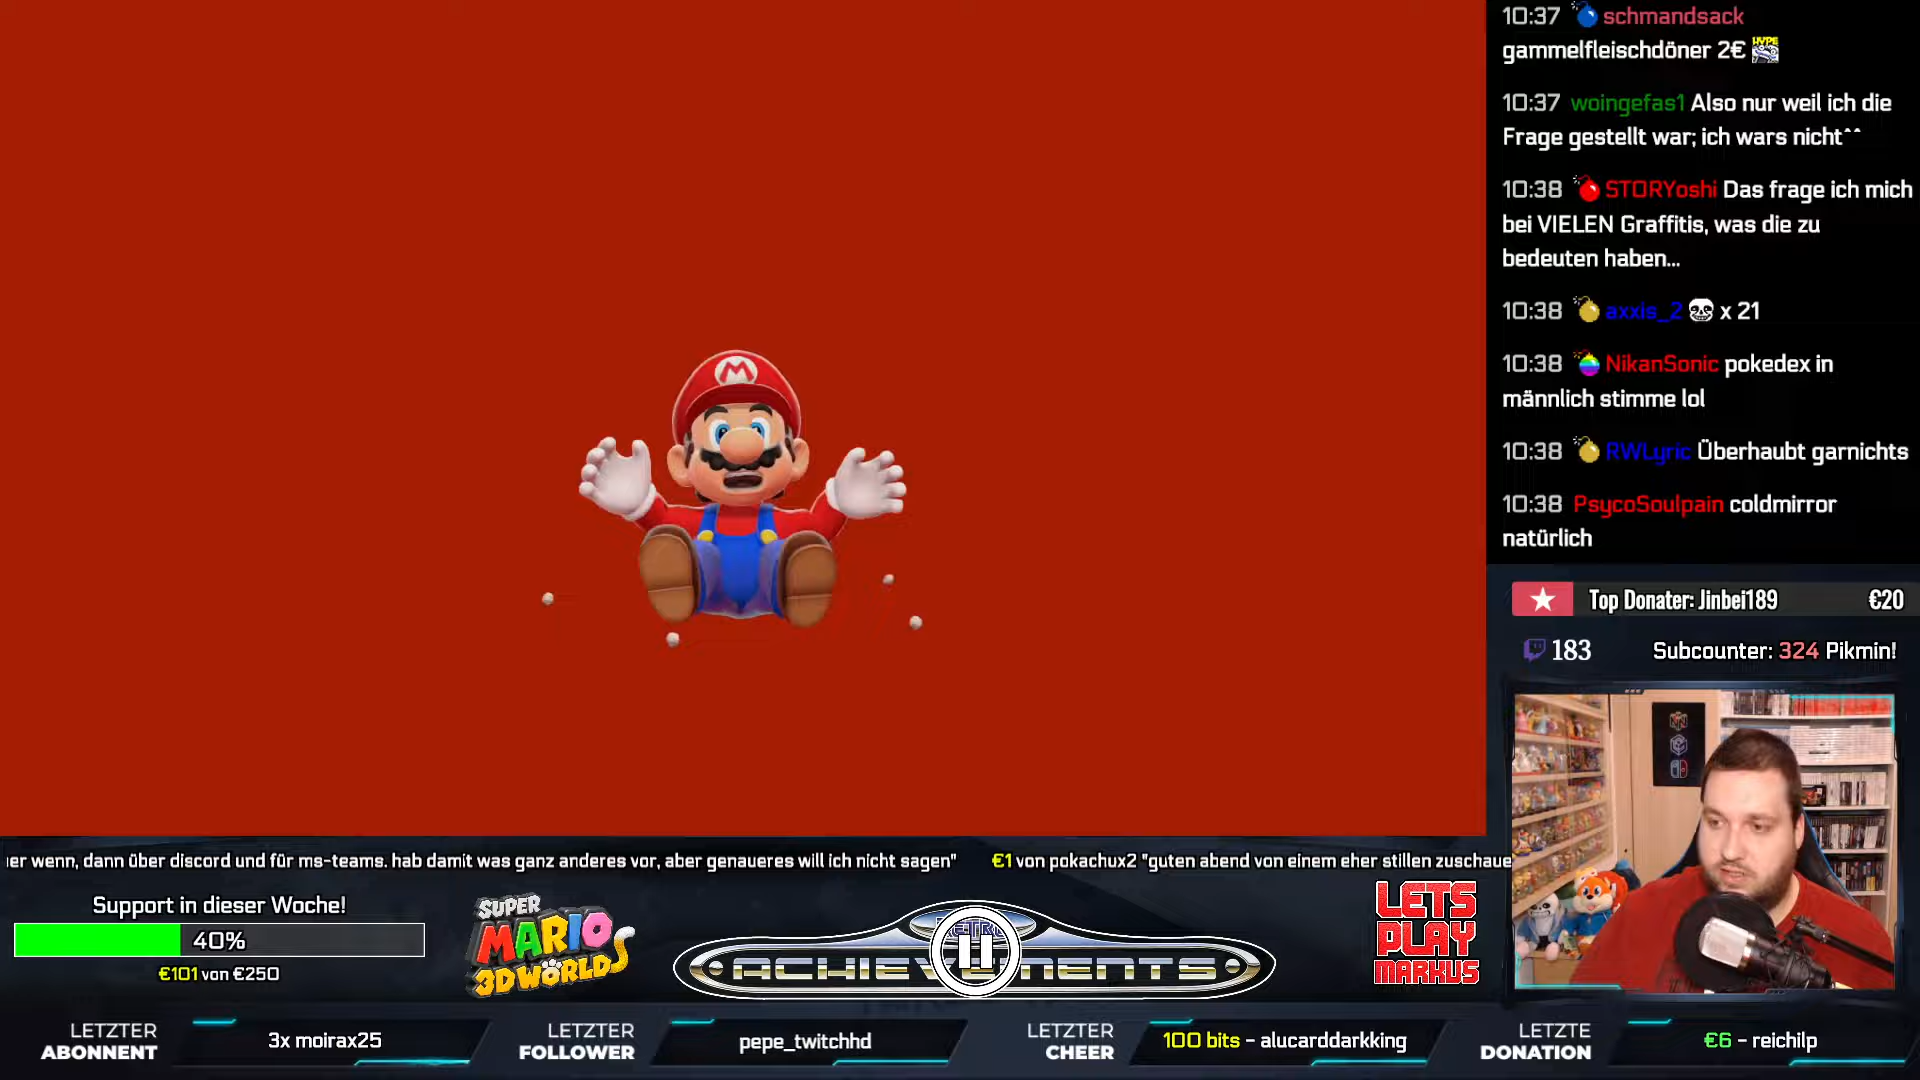 10:37 schmandsack
gammelfleischdöner 2€ HYPE
10:37 woingefas1 Also nur weil ich die
Frage gestellt war; ich wars nicht^^
10:38 STORYoshi Das frage ich mich
bei VIELEN Graffitis, was die zu
bedeuten haben...
10:38 axxis_2 x 21
10:38 NikanSonic pokedex in
männlich stimme lol
10:38 RWLyric Überhaubt garnichts
10:38 PsycoSoulpain coldmirror
natürlich
Top Donater: Jinbei189 €20
183 Subcounter: 324 Pikmin!
M
er wenn, dann über discord und für ms-teams. hab damit was ganz anderes vor, aber genaueres will ich nicht sagen" €1 von pokachux2 "guten abend von einem eher stillen zuschaue
Support in dieser Woche!
40%
€101 von €250
SUPER
MARIO
3D WORLD
RETRO
ACHIEVEMENTS
LETS
PLAY
MARKUS
LETZTER
ABONNENT
3x moirax25
LETZTER
FOLLOWER
pepe_twitchhd
LETZTER
CHEER
100 bits - alucarddarkking
LETZTE
DONATION
€6 - reichilp